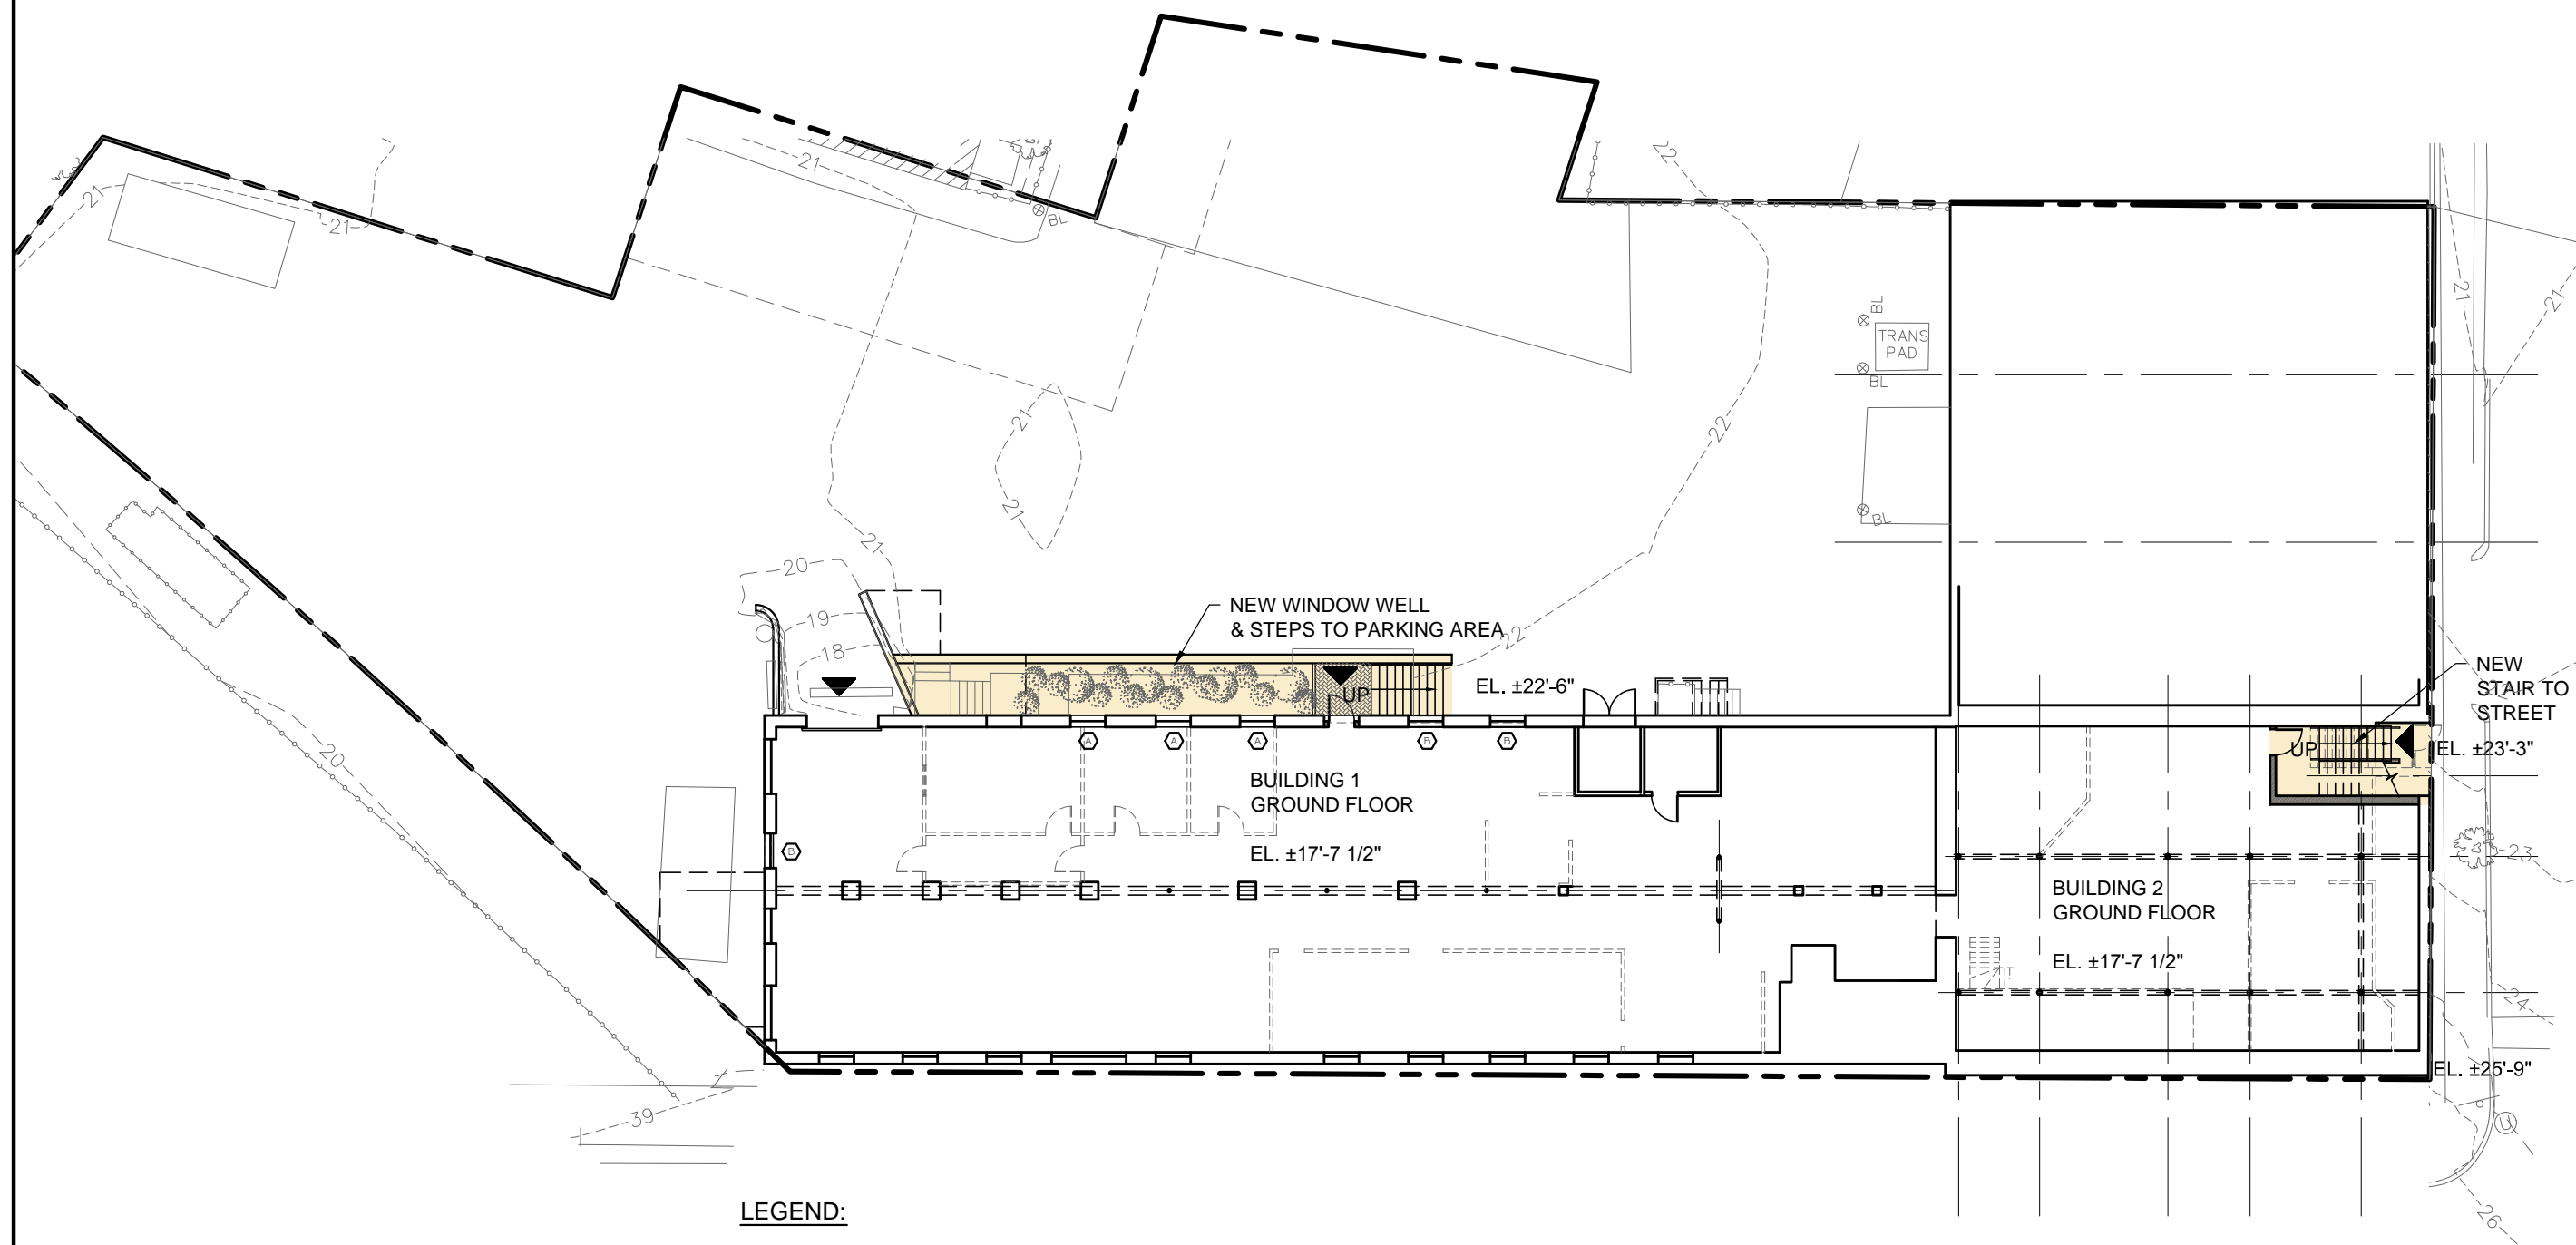 22
21
21
21
BL
21
21
BL
TRANS
PAD
BL
21
22
21
BL
21
20
19
18
NEW WINDOW WELL
& STEPS TO PARKING AREA
22
UP
EL. ±22'-6"
NEW
STAIR TO
STREET
UP
EL. ±23'-3"
A
A
A
B
B
BUILDING 1
GROUND FLOOR
EL. ±17'-7 1/2"
B
20
23
BUILDING 2
GROUND FLOOR
EL. ±17'-7 1/2"
24
EL. ±25'-9"
39
U
26
LEGEND: